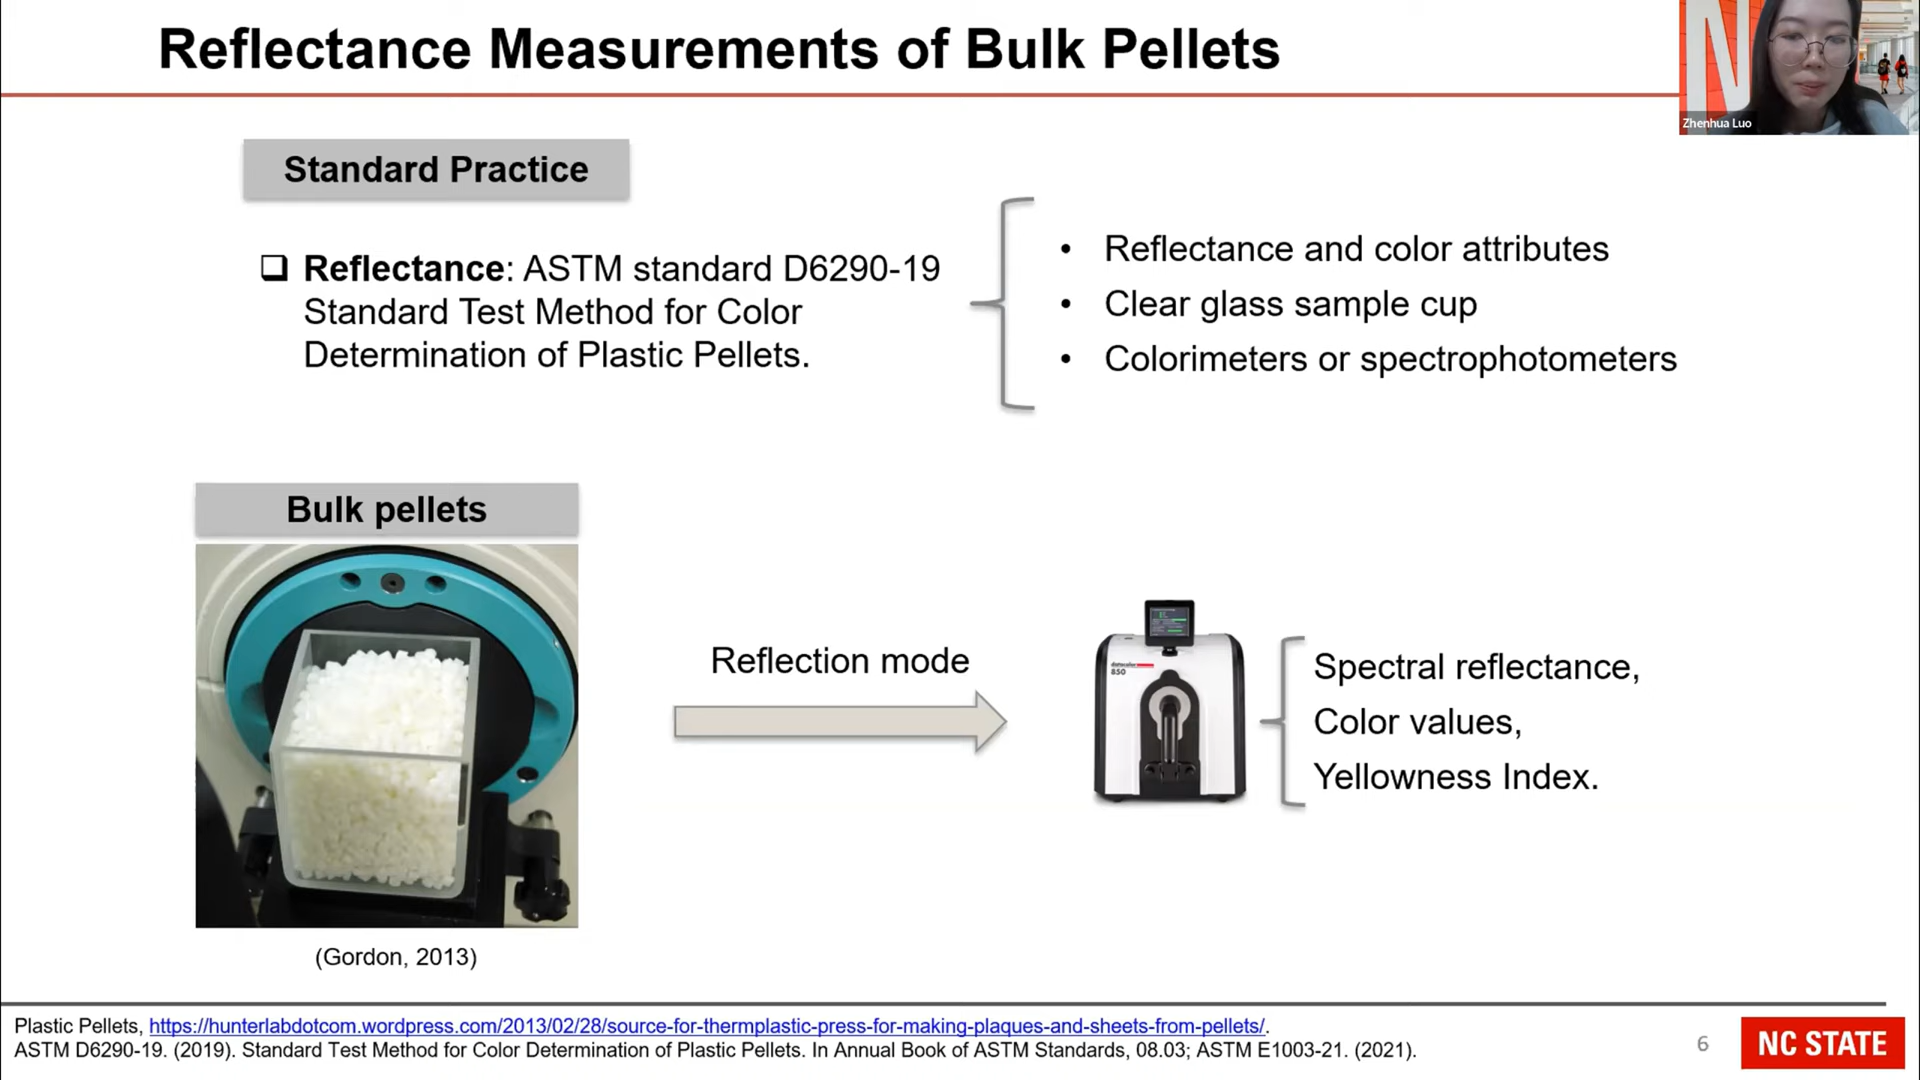 Reflectance Measurements of Bulk Pellets
Zhenhua Luo
Standard Practice
❑ Reflectance: ASTM standard D6290-19
Standard Test Method for Color
Determination of Plastic Pellets.
• Reflectance and color attributes
• Clear glass sample cup
• Colorimeters or spectrophotometers
Bulk pellets
Reflection mode
datacolor
850
Spectral reflectance,
Color values,
Yellowness Index.
(Gordon, 2013)
Plastic Pellets, https://hunterlabdotcom.wordpress.com/2013/02/28/source-for-thermplastic-press-for-making-plaques-and-sheets-from-pellets/.
ASTM D6290-19. (2019). Standard Test Method for Color Determination of Plastic Pellets. In Annual Book of ASTM Standards, 08.03; ASTM E1003-21. (2021).
6
NC STATE